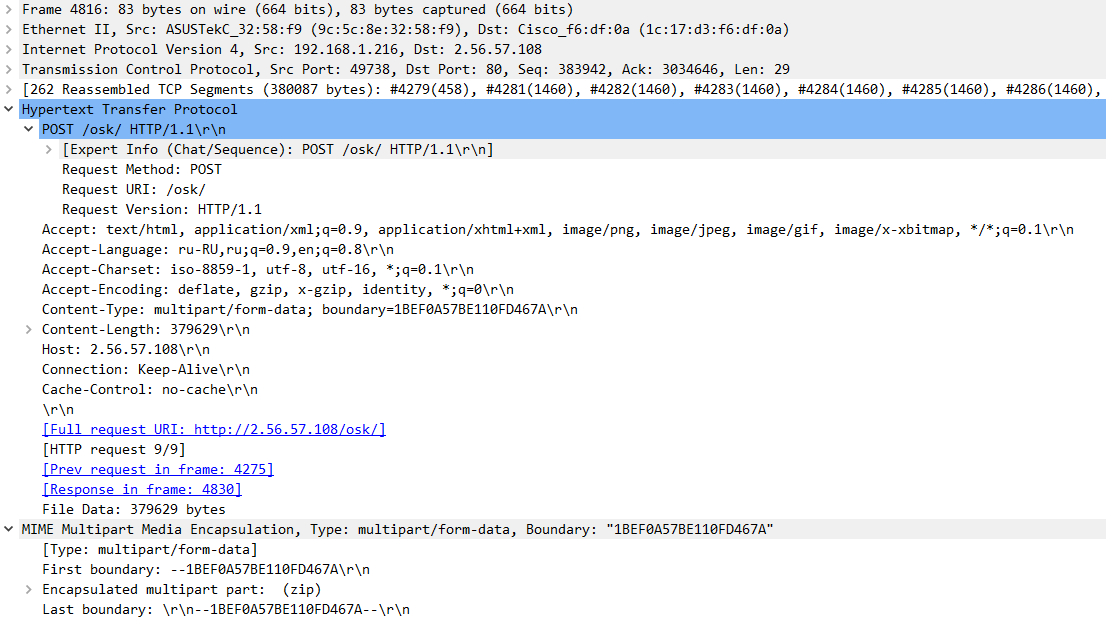 Frame 4816: 83 bytes on wire (664 bits), 83 bytes captured (664 bits)
Ethernet II, Src: ASUSTekC_32:58:f9 (9c:5c:8e:32:58:f9), Dst: Cisco_f6:df:0a (1c:17:d3:f6:df:0a)
Internet Protocol Version 4, Src: 192.168.1.216, Dst: 2.56.57.108
Transmission Control Protocol, Src Port: 49738, Dst Port: 80, Seq: 383942, Ack: 3034646, Len: 29
[262 Reassembled TCP Segments (380087 bytes): #4279(458), #4281(1460), #4282(1460), #4283(1460), #4284(1460), #4285(1460), #4286(1460),
Hypertext Transfer Protocol
POST /osk/ HTTP/1.1\r\n
[Expert Info (Chat/Sequence): POST /osk/ HTTP/1.1\r\n]
Request Method: POST
Request URI: /osk/
Request Version: HTTP/1.1
Accept: text/html, application/xml;q=0.9, application/xhtml+xml, image/png, image/jpeg, image/gif, image/x-xbitmap, */*;q=0.1\r\n
Accept-Language: ru-RU,ru;q=0.9,en;q=0.8\r\n
Accept-Charset: iso-8859-1, utf-8, utf-16, *;q=0.1\r\n
Accept-Encoding: deflate, gzip, x-gzip, identity, *;q=0\r\n
Content-Type: multipart/form-data; boundary=1BEF0A57BE110FD467A\r\n
Content-Length: 379629\r\n
Host: 2.56.57.108\r\n
Connection: Keep-Alive\r\n
Cache-Control: no-cache\r\n
\r\n
[Full request URI: http://2.56.57.108/osk/]
[HTTP request 9/9]
[Prev request in frame: 4275]
[Response in frame: 4830]
File Data: 379629 bytes
MIME Multipart Media Encapsulation, Type: multipart/form-data, Boundary: "1BEF0A57BE110FD467A"
[Type: multipart/form-data]
First boundary: --1BEF0A57BE110FD467A\r\n
Encapsulated multipart part:  (zip)
Last boundary: \r\n--1BEF0A57BE110FD467A--\r\n